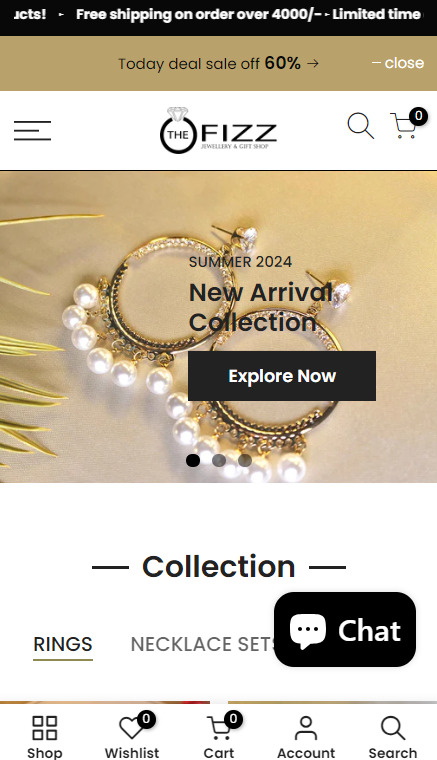 ucts! - Free shipping on order over 4000/- - Limited time
Today deal sale off 60% →
close
0
THE FIZZ
JEWELLERY & GIFT SHOP
SUMMER 2024
New Arrival
Collection
Explore Now
Collection
RINGS
NECKLACE SETS
Chat
0
0
Shop
Wishlist
Cart
Account
Search